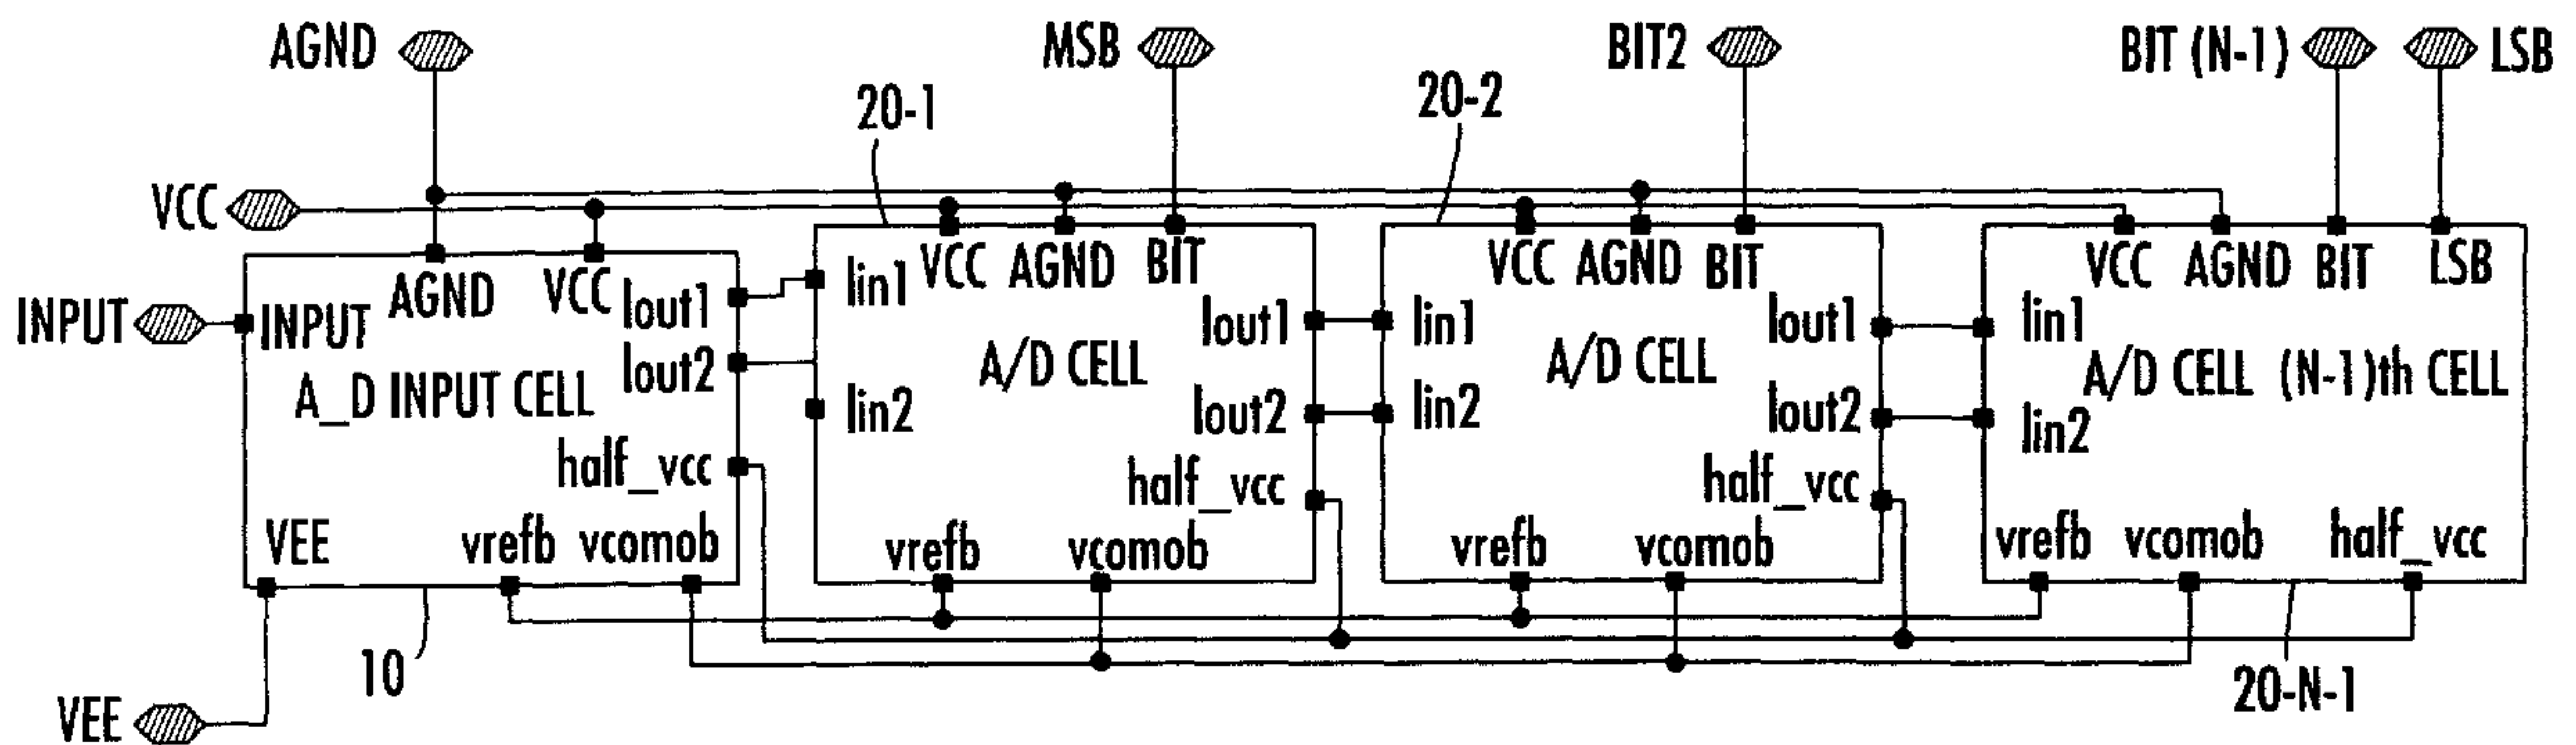 AGND
MSB
BIT2
BIT (N-1)
LSB
20-1
20-2
VCC
INPUT
INPUT
AGND
VCC
Iout1
Iout2
A_D INPUT CELL
half_vcc
VEE
vrefb
vcomob
10
VEE
VCC
AGND
BIT
Iin1
Iin2
A/D CELL
Iout1
Iout2
half_vcc
vrefb
vcomob
VCC
AGND
BIT
Iin1
Iin2
A/D CELL
Iout1
Iout2
half_vcc
vrefb
vcomob
VCC
AGND
BIT
LSB
Iin1
A/D CELL (N-1)th CELL
Iin2
vrefb
vcomob
half_vcc
20-N-1